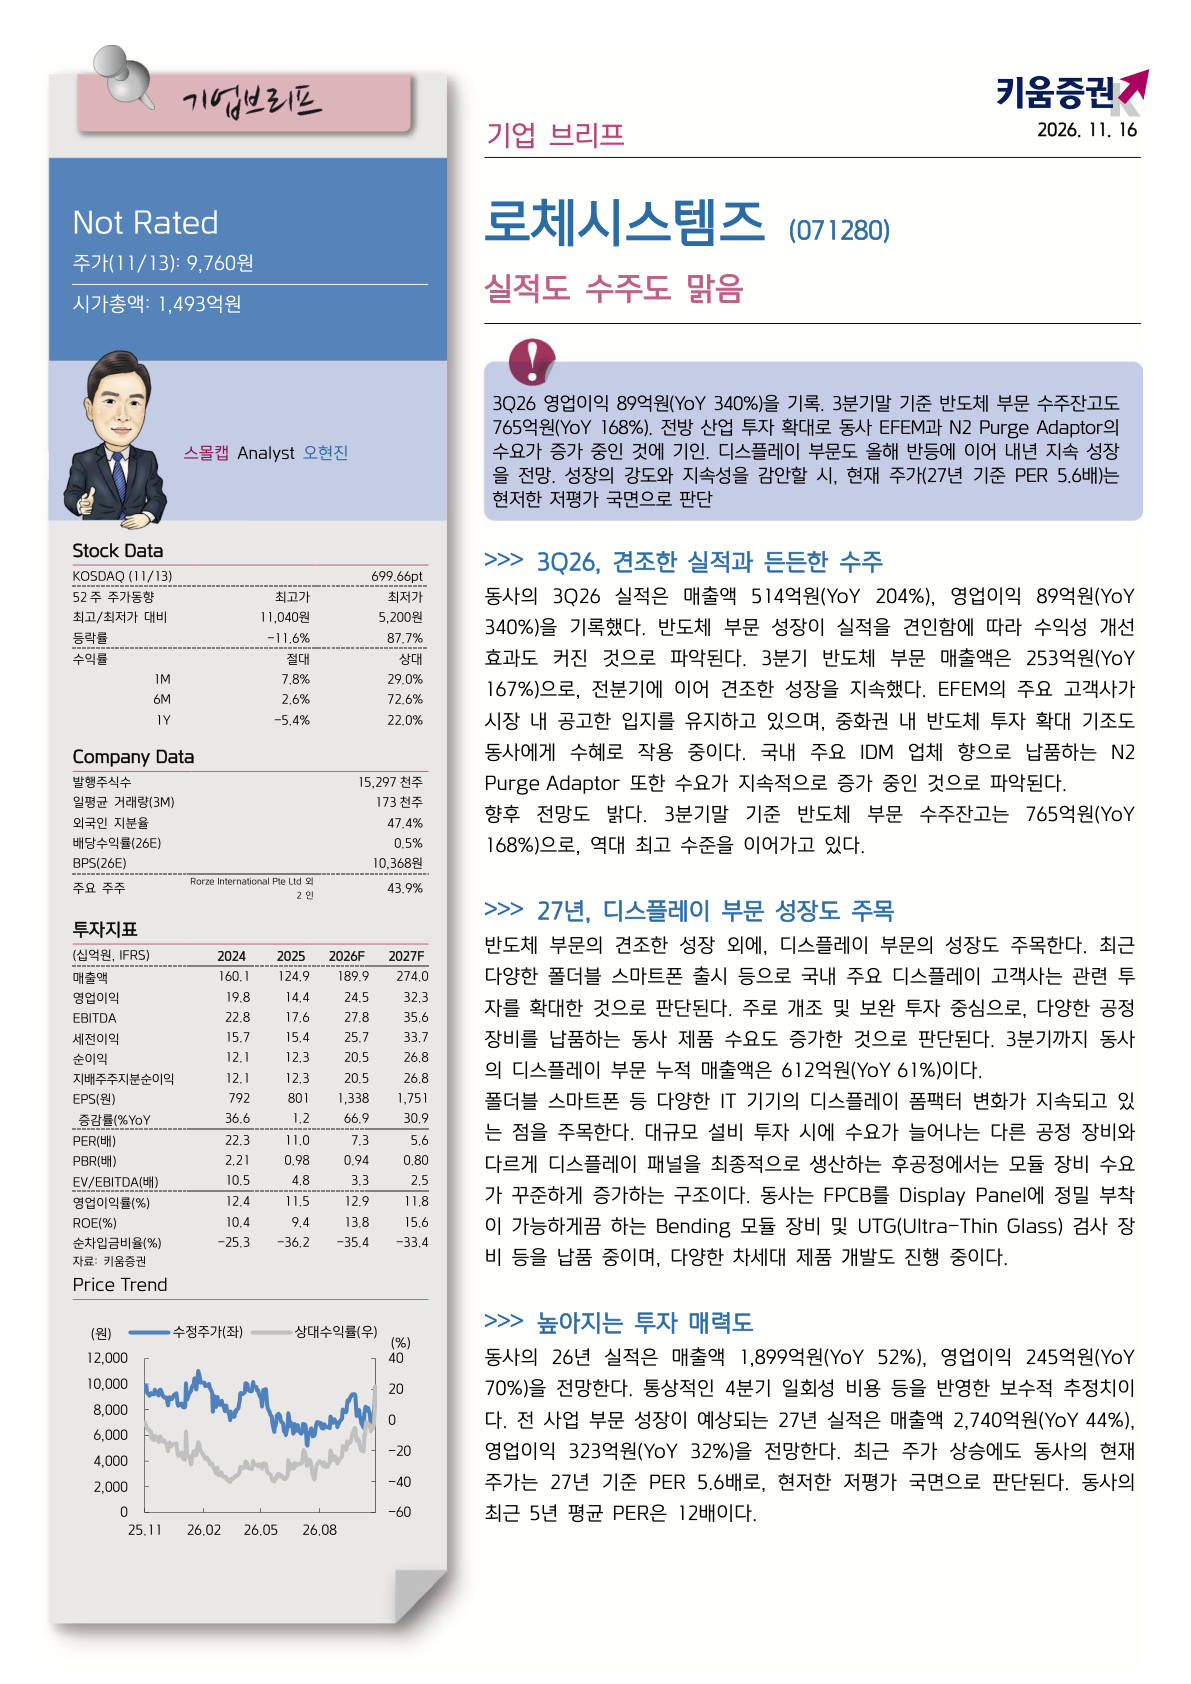 기업브리프
Not Rated
주가(11/13): 9,760원
시가총액: 1,493억원
스몰캡 Analyst 오현진
Stock Data
KOSDAQ (11/13) 699.66pt
52주 주가동향 최고가 최저가
최고/최저가 대비 11,040원 5,200원
등락률 -11.6% 87.7%
수익률 절대 상대
1M 7.8% 29.0%
6M 2.6% 72.6%
1Y -5.4% 22.0%
Company Data
발행주식수 15,297 천주
일평균 거래량(3M) 173 천주
외국인 지분율 47.4%
배당수익률(26E) 0.5%
BPS(26E) 10,368원
주요 주주 Rorze International Pte Ltd 외
2 인 43.9%
투자지표
(십억원, IFRS) 2024 2025 2026F 2027F
매출액 160.1 124.9 189.9 274.0
영업이익 19.8 14.4 24.5 32.3
EBITDA 22.8 17.6 27.8 35.6
세전이익 15.7 15.4 25.7 33.7
순이익 12.1 12.3 20.5 26.8
지배주주지분순이익 12.1 12.3 20.5 26.8
EPS(원) 792 801 1,338 1,751
증감률(%YoY 36.6 1.2 66.9 30.9
PER(배) 22.3 11.0 7.3 5.6
PBR(배) 2.21 0.98 0.94 0.80
EV/EBITDA(배) 10.5 4.8 3.3 2.5
영업이익률(%) 12.4 11.5 12.9 11.8
ROE(%) 10.4 9.4 13.8 15.6
순차입금비율(%) -25.3 -36.2 -35.4 -33.4
자료: 키움증권
Price Trend
(원) 수정주가(좌) 상대수익률(우) (%)
12,000 40
10,000 20
8,000 0
6,000 -20
4,000 -40
2,000 -60
0
25.11 26.02 26.05 26.08
키움증권
2026. 11. 16
기업 브리프
로체시스템즈 (071280)
실적도 수주도 맑음
3Q26 영업이익 89억원(YoY 340%)을 기록. 3분기말 기준 반도체 부문 수주잔고도
765억원(YoY 168%). 전방 산업 투자 확대로 동사 EFEM과 N2 Purge Adaptor의
수요가 증가 중인 것에 기인. 디스플레이 부문도 올해 반등에 이어 내년 지속 성장
을 전망. 성장의 강도와 지속성을 감안할 시, 현재 주가(27년 기준 PER 5.6배)는
현저한 저평가 국면으로 판단
>>> 3Q26, 견조한 실적과 든든한 수주
동사의 3Q26 실적은 매출액 514억원(YoY 204%), 영업이익 89억원(YoY
340%)을 기록했다. 반도체 부문 성장이 실적을 견인함에 따라 수익성 개선
효과도 커진 것으로 파악된다. 3분기 반도체 부문 매출액은 253억원(YoY
167%)으로, 전분기에 이어 견조한 성장을 지속했다. EFEM의 주요 고객사가
시장 내 공고한 입지를 유지하고 있으며, 중화권 내 반도체 투자 확대 기조도
동사에게 수혜로 작용 중이다. 국내 주요 IDM 업체 향으로 납품하는 N2
Purge Adaptor 또한 수요가 지속적으로 증가 중인 것으로 파악된다.
향후 전망도 밝다. 3분기말 기준 반도체 부문 수주잔고는 765억원(YoY
168%)으로, 역대 최고 수준을 이어가고 있다.
>>> 27년, 디스플레이 부문 성장도 주목
반도체 부문의 견조한 성장 외에, 디스플레이 부문의 성장도 주목한다. 최근
다양한 폴더블 스마트폰 출시 등으로 국내 주요 디스플레이 고객사는 관련 투
자를 확대한 것으로 판단된다. 주로 개조 및 보완 투자 중심으로, 다양한 공정
장비를 납품하는 동사 제품 수요도 증가한 것으로 판단된다. 3분기까지 동사
의 디스플레이 부문 누적 매출액은 612억원(YoY 61%)이다.
폴더블 스마트폰 등 다양한 IT 기기의 디스플레이 폼팩터 변화가 지속되고 있
는 점을 주목한다. 대규모 설비 투자 시에 수요가 늘어나는 다른 공정 장비와
다르게 디스플레이 패널을 최종적으로 생산하는 후공정에서는 모듈 장비 수요
가 꾸준하게 증가하는 구조이다. 동사는 FPCB를 Display Panel에 정밀 부착
이 가능하게끔 하는 Bending 모듈 장비 및 UTG(Ultra-Thin Glass) 검사 장
비 등을 납품 중이며, 다양한 차세대 제품 개발도 진행 중이다.
>>> 높아지는 투자 매력도
동사의 26년 실적은 매출액 1,899억원(YoY 52%), 영업이익 245억원(YoY
70%)을 전망한다. 통상적인 4분기 일회성 비용 등을 반영한 보수적 추정치이
다. 전 사업 부문 성장이 예상되는 27년 실적은 매출액 2,740억원(YoY 44%),
영업이익 323억원(YoY 32%)을 전망한다. 최근 주가 상승에도 동사의 현재
주가는 27년 기준 PER 5.6배로, 현저한 저평가 국면으로 판단된다. 동사의
최근 5년 평균 PER은 12배이다.